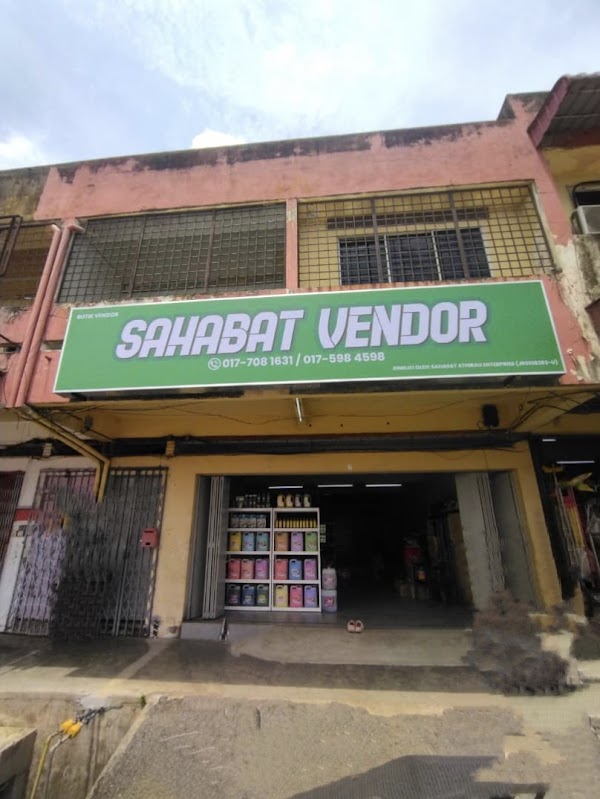 BUTIK VENDOR
SAHABAT VENDOR
017-708 1631 / 017-598 4598